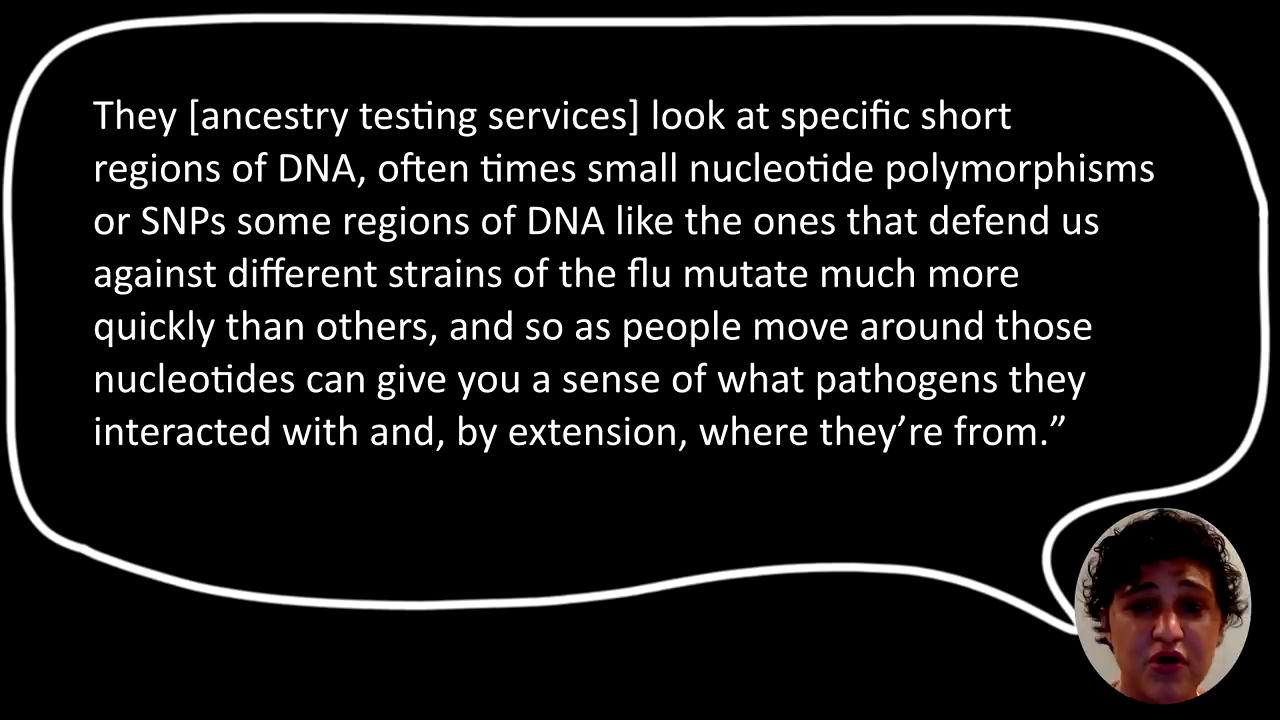 They [ancestry testing services] look at specific short
regions of DNA, often times small nucleotide polymorphisms
or SNPs some regions of DNA like the ones that defend us
against different strains of the flu mutate much more
quickly than others, and so as people move around those
nucleotides can give you a sense of what pathogens they
interacted with and, by extension, where they’re from.”